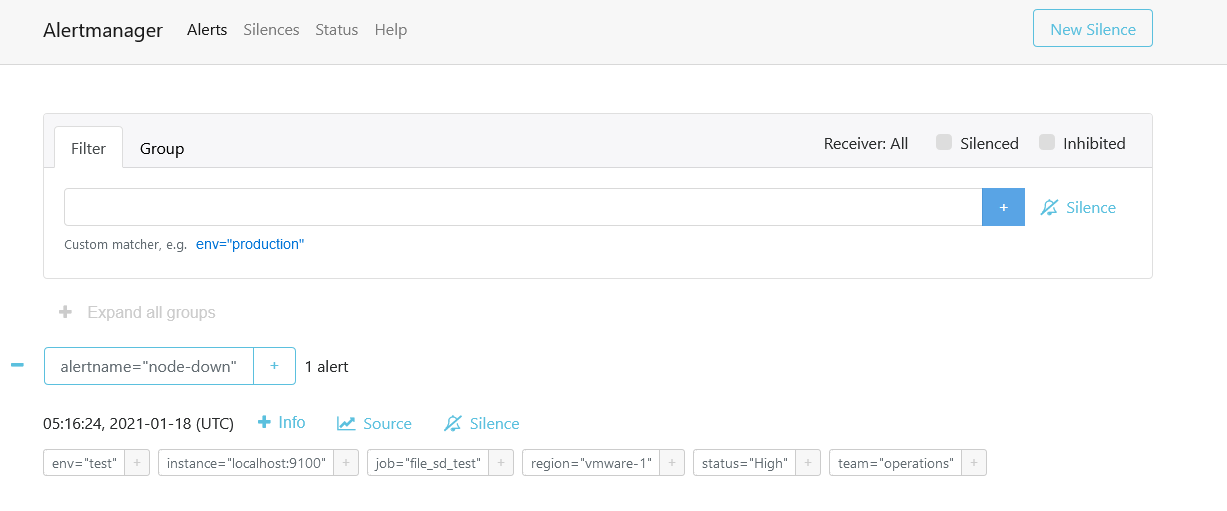 Alertmanager Alerts Silences Status Help New Silence
Filter Group Receiver: All Silenced Inhibited
+ Silence
Custom matcher, e.g. env="production"
+ Expand all groups
- alertname="node-down" + 1 alert
05:16:24, 2021-01-18 (UTC) + Info Source Silence
env="test" + instance="localhost:9100" + job="file_sd_test" + region="vmware-1" + status="High" + team="operations" +